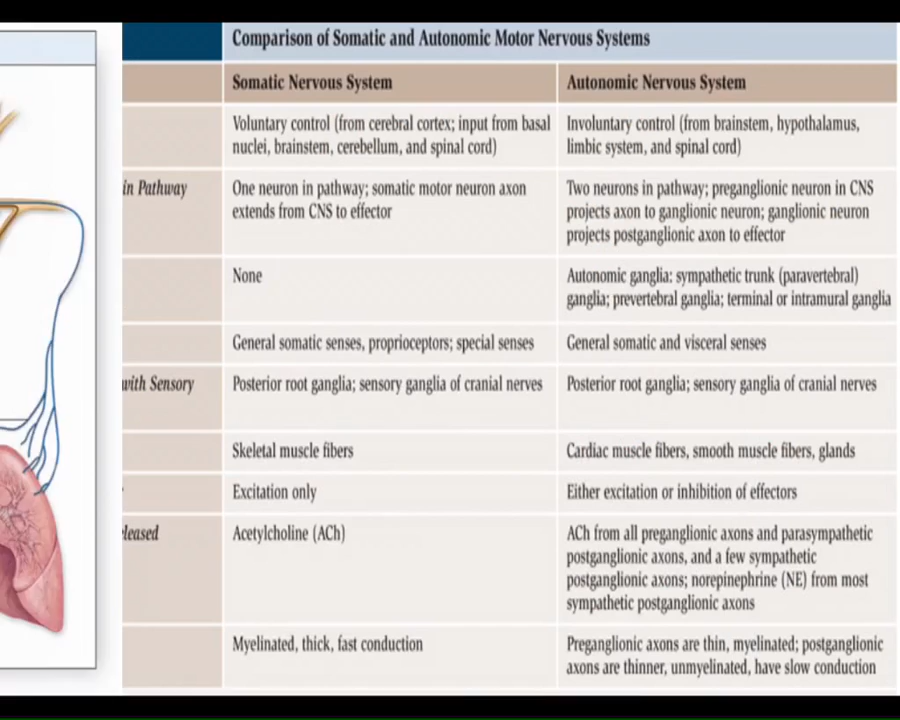 Comparison of Somatic and Autonomic Motor Nervous Systems
Somatic Nervous System
Autonomic Nervous System
Voluntary control (from cerebral cortex; input from basal
nuclei, brainstem, cerebellum, and spinal cord)
Involuntary control (from brainstem, hypothalamus,
limbic system, and spinal cord)
in Pathway
One neuron in pathway; somatic motor neuron axon
extends from CNS to effector
Two neurons in pathway; preganglionic neuron in CNS
projects axon to ganglionic neuron; ganglionic neuron
projects postganglionic axon to effector
None
Autonomic ganglia: sympathetic trunk (paravertebral)
ganglia; prevertebral ganglia; terminal or intramural ganglia
General somatic senses, proprioceptors; special senses
General somatic and visceral senses
with Sensory
Posterior root ganglia; sensory ganglia of cranial nerves
Posterior root ganglia; sensory ganglia of cranial nerves
Skeletal muscle fibers
Cardiac muscle fibers, smooth muscle fibers, glands
Excitation only
Either excitation or inhibition of effectors
leased
Acetylcholine (ACh)
ACh from all preganglionic axons and parasympathetic
postganglionic axons, and a few sympathetic
postganglionic axons; norepinephrine (NE) from most
sympathetic postganglionic axons
Myelinated, thick, fast conduction
Preganglionic axons are thin, myelinated; postganglionic
axons are thinner, unmyelinated, have slow conduction